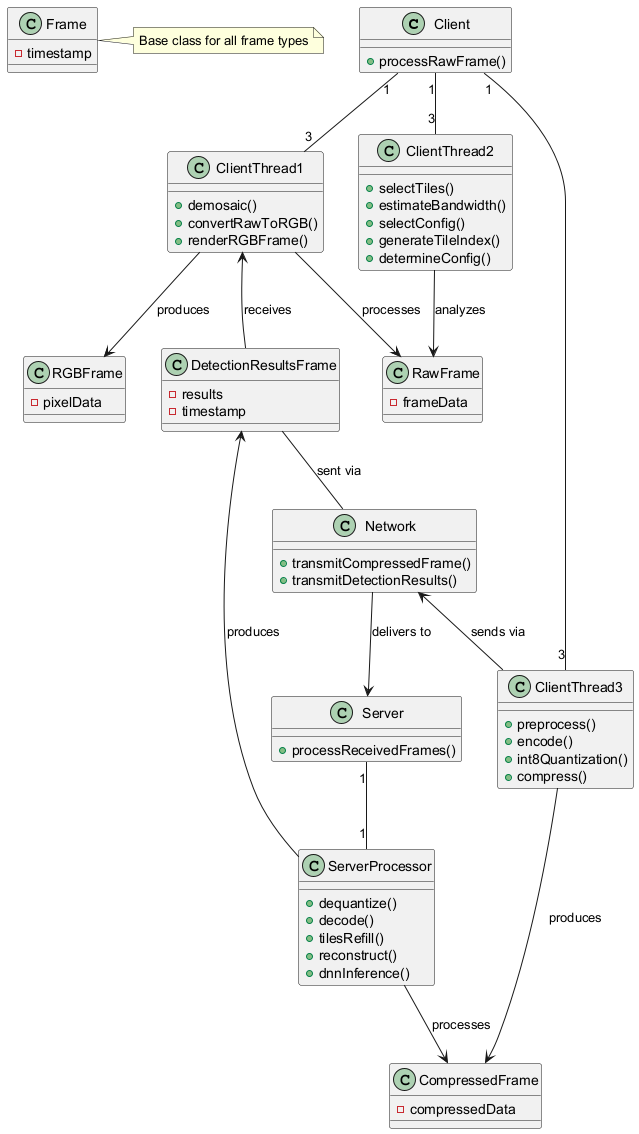 C Frame
timestamp
Base class for all frame types
C Client
processRawFrame()
1
1
1
3
3
C ClientThread1
demosaic()
convertRawToRGB()
renderRGBFrame()
C ClientThread2
selectTiles()
estimateBandwidth()
selectConfig()
generateTileIndex()
determineConfig()
produces
receives
processes
analyzes
C RGBFrame
pixelData
C DetectionResultsFrame
results
timestamp
C RawFrame
frameData
sent via
C Network
transmitCompressedFrame()
transmitDetectionResults()
produces
delivers to
sends via
3
C ClientThread3
preprocess()
encode()
int8Quantization()
compress()
C Server
processReceivedFrames()
1
1
C ServerProcessor
dequantize()
decode()
tilesRefill()
reconstruct()
dnnInference()
produces
processes
C CompressedFrame
compressedData